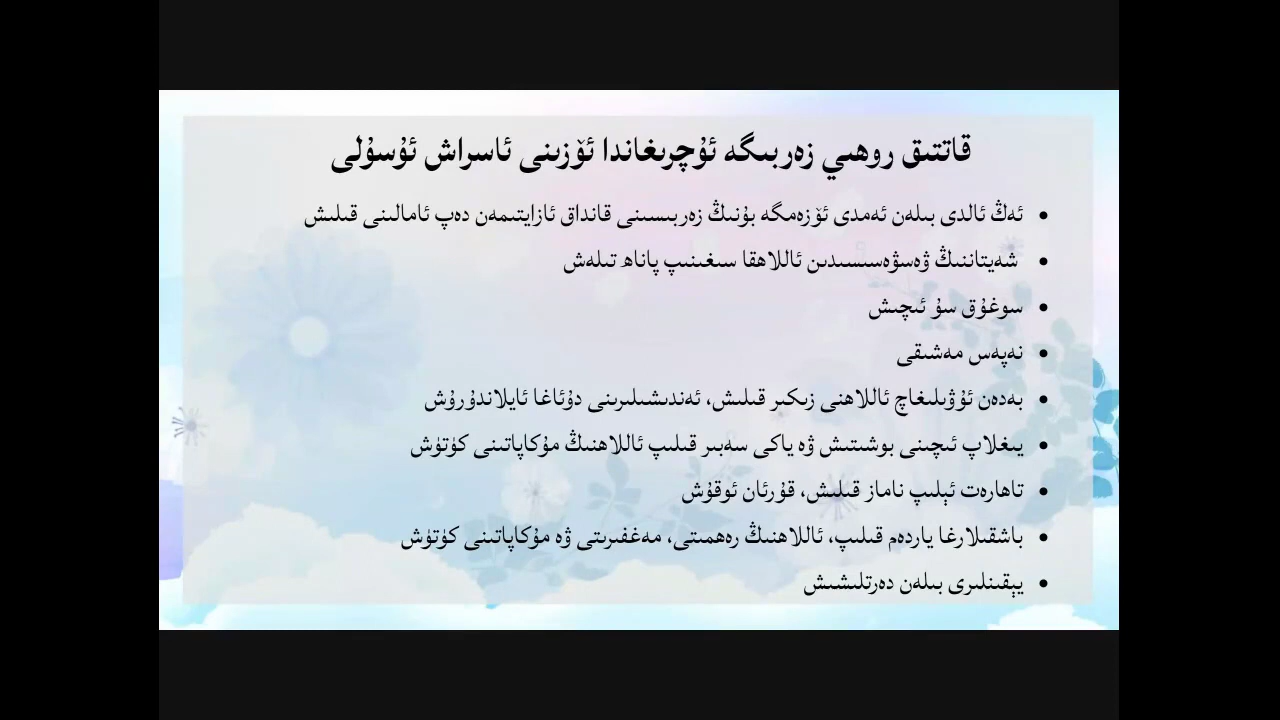 قاتتىق روھىي زەربىگە ئۇچرىغاندا ئۆزىنى ئاسراش ئۇسۇلى
• ئەڭ ئالدى بىلەن ئەمدى ئۆزەمگە بۇنىڭ زەربىسىنى قانداق ئازايتىمەن دەپ ئامالىنى قىلىش
• شەيتاننىڭ ۋەسۋەسىسىدىن ئاللاھقا سىغىنىپ پاناھ تىلەش
• سوغۇق سۇ ئىچىش
• نەپەس مەشىقى
• بەدەن ئۇۋۇلىغاچ ئاللاھنى زىكىر قىلىش، ئەندىشىلىرىنى دۇئاغا ئايلاندۇرۇش
• يىغلاپ ئىچىنى بوشىتىش ۋە ياكى سەبىر قىلىپ ئاللاھنىڭ مۇكاپاتىنى كۈتۈش
• تاھارەت ئېلىپ ناماز قىلىش، قۇرئان ئوقۇش
• باشقىلارغا ياردەم قىلىپ، ئاللاھنىڭ رەھمىتى، مەغفىرىتى ۋە مۇكاپاتىنى كۈتۈش
• يېقىنلىرى بىلەن دەرتلىشىش